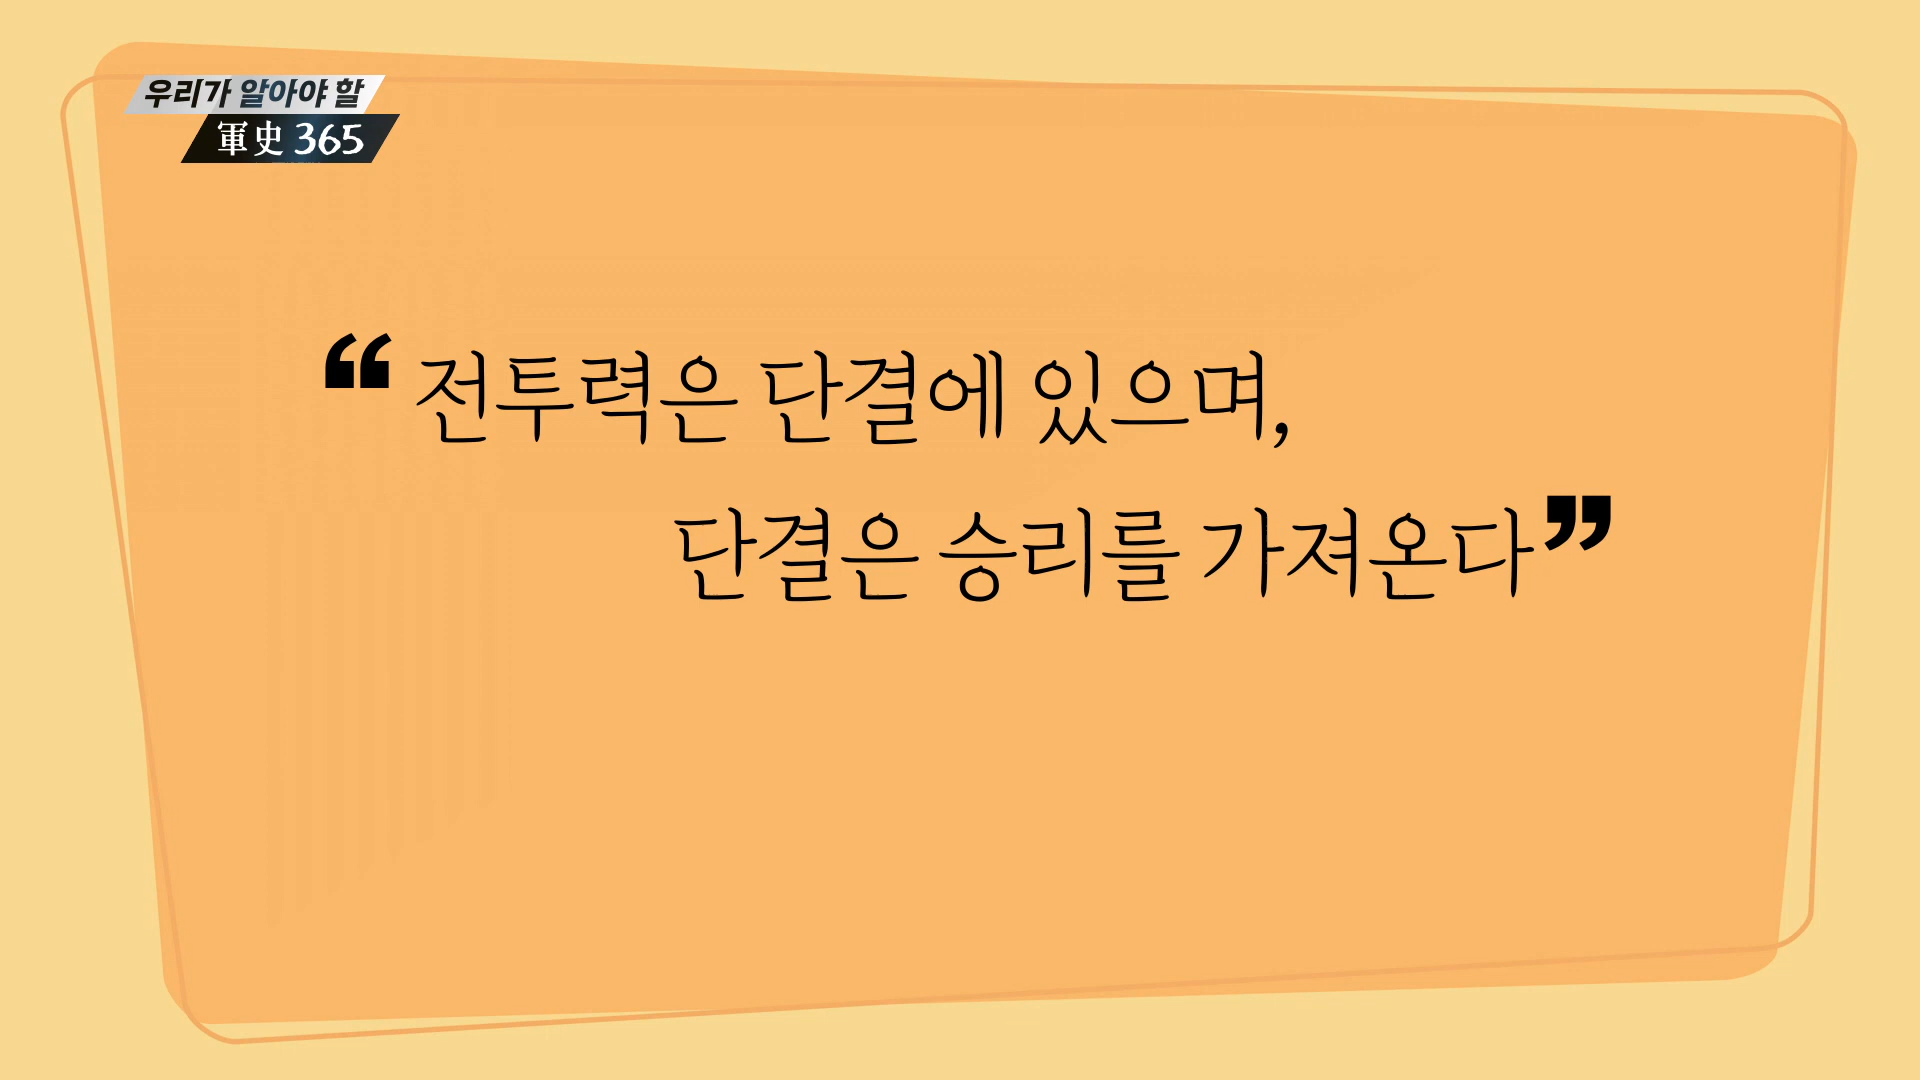 우리가 알아야 할
軍史 365
“전투력은 단결에 있으며,
단결은 승리를 가져온다”